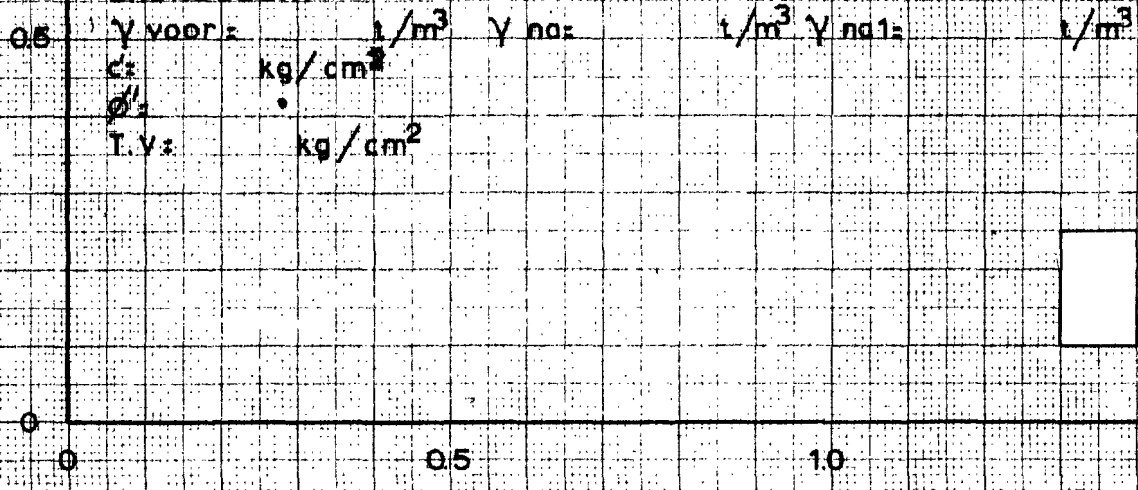 0.5 γ voor: t/m³ γ na: t/m³ γ na1: t/m³
c': kg/cm²
ø': °
T.V: kg/cm²
0
0 0.5 1.0